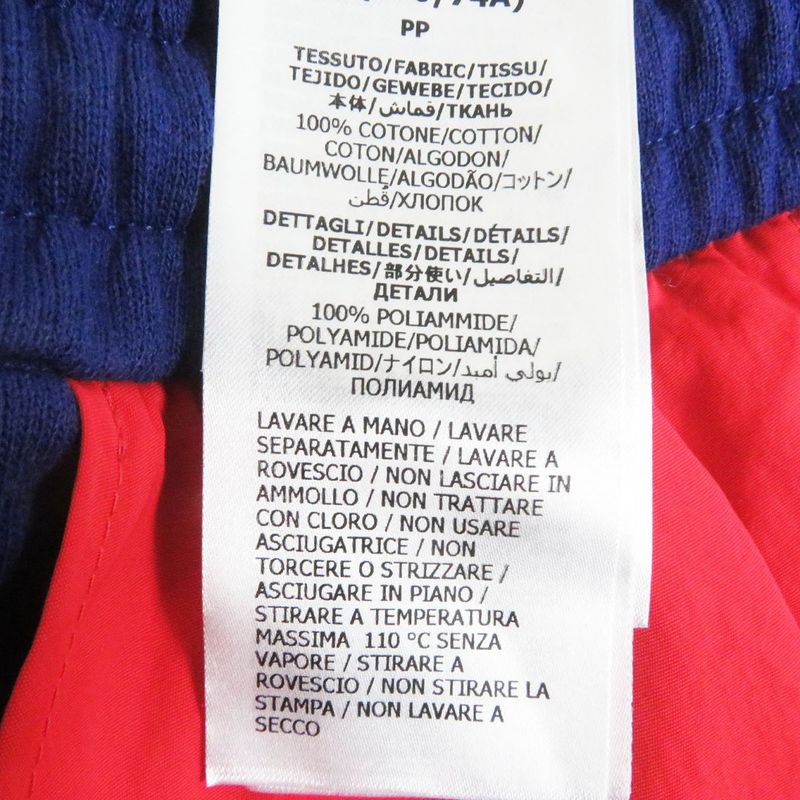 PP
TESSUTO/FABRIC/TISSU/
TEJIDO/GEWEBE/TECIDO/
本体/قماش/ТКАНЬ
100% COTONE/COTTON/
COTON/ALGODON/
BAUMWOLLE/ALGODÃO/コットン/
قُطن/ХЛОПОК
DETTAGLI/DETAILS/DÉTAILS/
DETALLES/DETAILS/
DETALHES/部分使い/التفاصيل/
ДЕТАЛИ
100% POLIAMMIDE/
POLYAMIDE/POLIAMIDA/
POLYAMID/ナイロン/بولي أميد/
ПОЛИАМИД
LAVARE A MANO / LAVARE
SEPARATAMENTE / LAVARE A
ROVESCIO / NON LASCIARE IN
AMMOLLO / NON TRATTARE
CON CLORO / NON USARE
ASCIUGATRICE / NON
TORCERE O STRIZZARE /
ASCIUGARE IN PIANO /
STIRARE A TEMPERATURA
MASSIMA 110 °C SENZA
VAPORE / STIRARE A
ROVESCIO / NON STIRARE LA
STAMPA / NON LAVARE A
SECCO